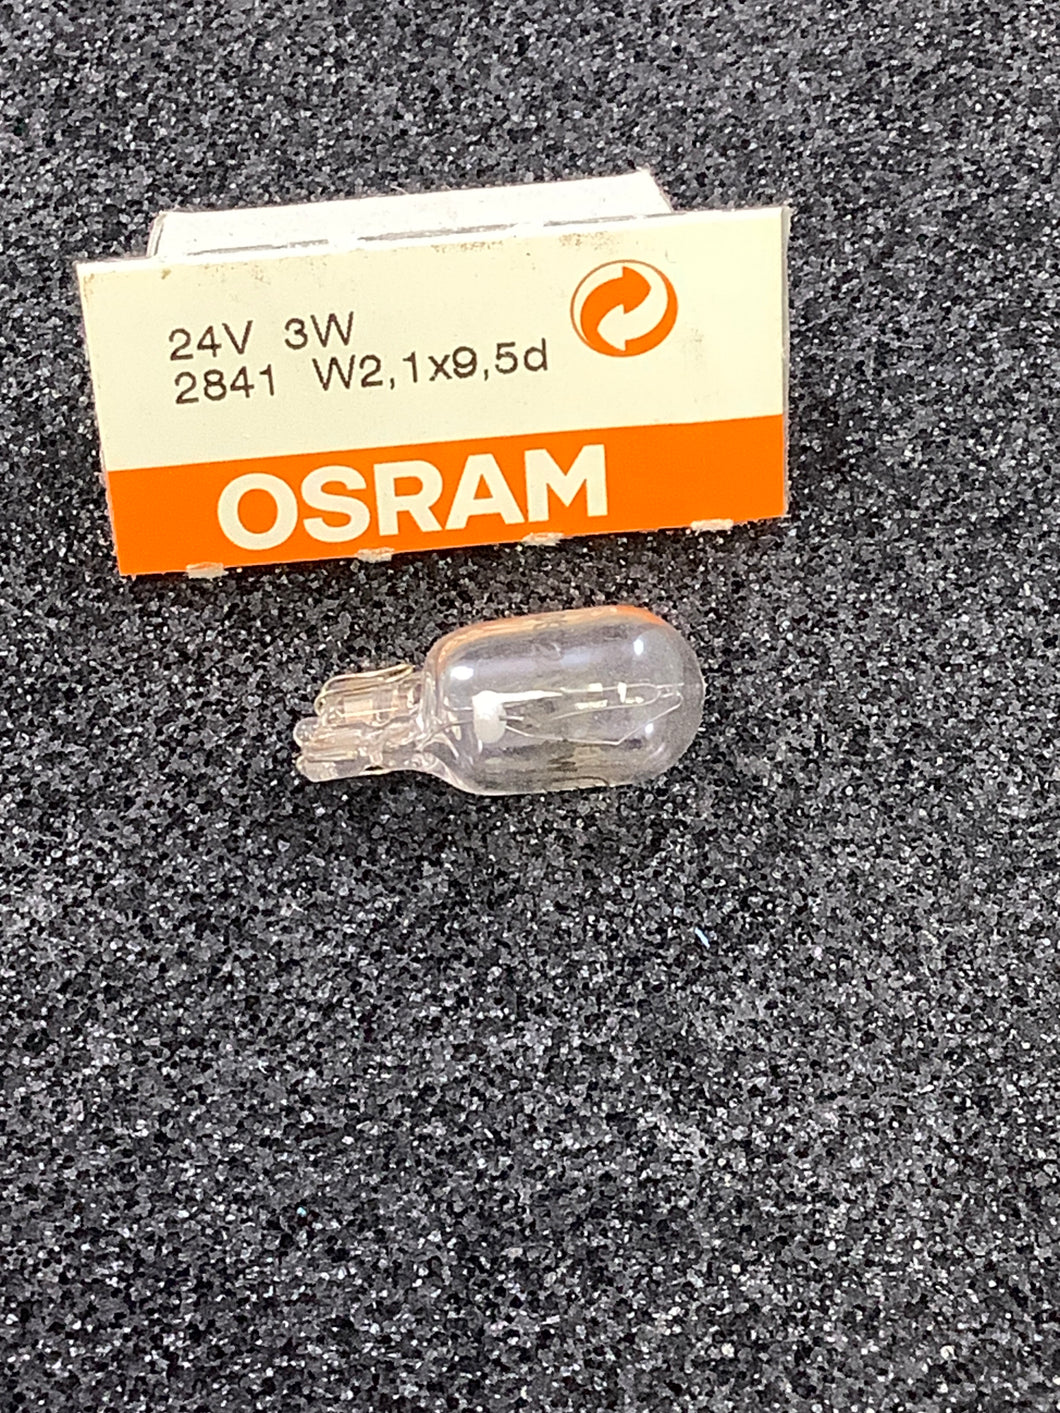 24V 3W
2841 W2,1x9,5d
OSRAM